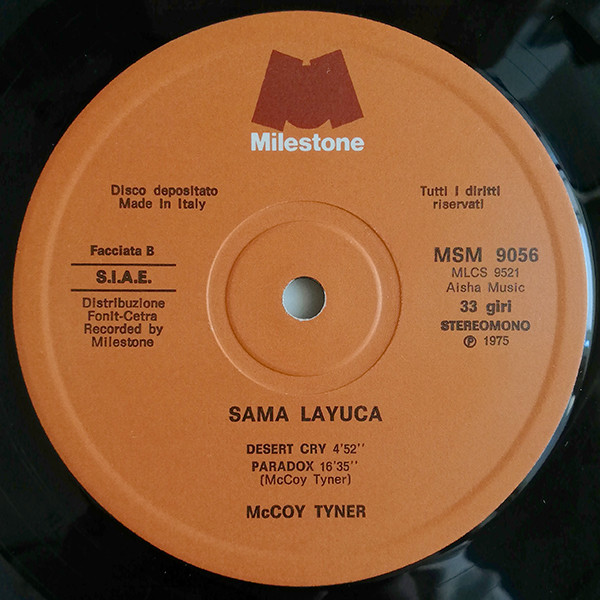 Milestone
Disco depositato
Made In Italy
Tutti I diritti
riservati
Facciata B
S.I.A.E.
Distribuzione
Fonit-Cetra
Recorded by
Milestone
MSM 9056
MLCS 9521
Aisha Music
33 giri
STEREOMONO
℗ 1975
SAMA LAYUCA
DESERT CRY 4'52''
PARADOX 16'35''
(McCoy Tyner)
McCOY TYNER